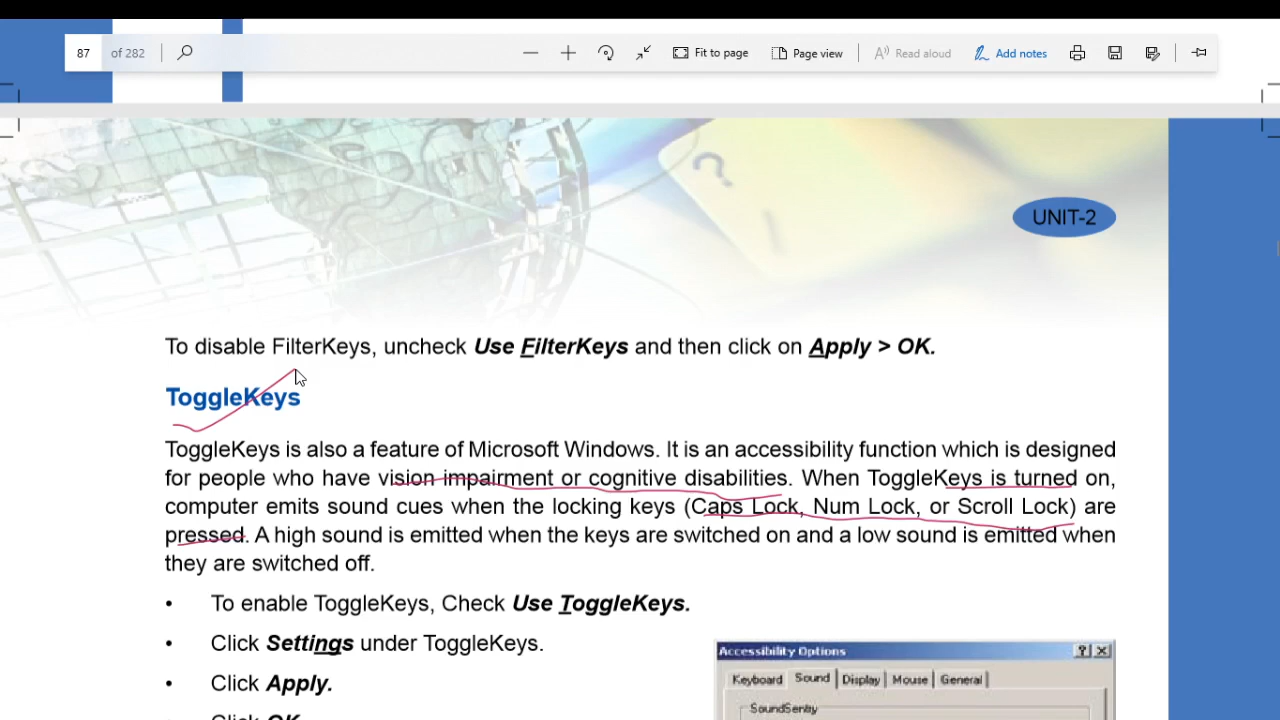 87 of 282 Fit to page Page view Read aloud Add notes
UNIT-2
To disable FilterKeys, uncheck Use FilterKeys and then click on Apply > OK.
ToggleKeys
ToggleKeys is also a feature of Microsoft Windows. It is an accessibility function which is designed
for people who have vision impairment or cognitive disabilities. When ToggleKeys is turned on,
computer emits sound cues when the locking keys (Caps Lock, Num Lock, or Scroll Lock) are
pressed. A high sound is emitted when the keys are switched on and a low sound is emitted when
they are switched off.
• To enable ToggleKeys, Check Use ToggleKeys.
• Click Settings under ToggleKeys.
• Click Apply.
• Click OK
Accessibility Options
Keyboard Sound Display Mouse General
SoundSentry